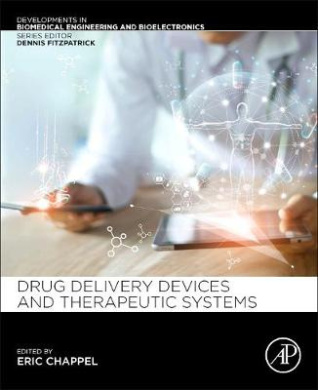 DEVELOPMENTS IN
BIOMEDICAL ENGINEERING AND BIOELECTRONICS
SERIES EDITOR
DENNIS FITZPATRICK
DRUG DELIVERY DEVICES
AND THERAPEUTIC SYSTEMS
EDITED BY
ERIC CHAPPEL
AP